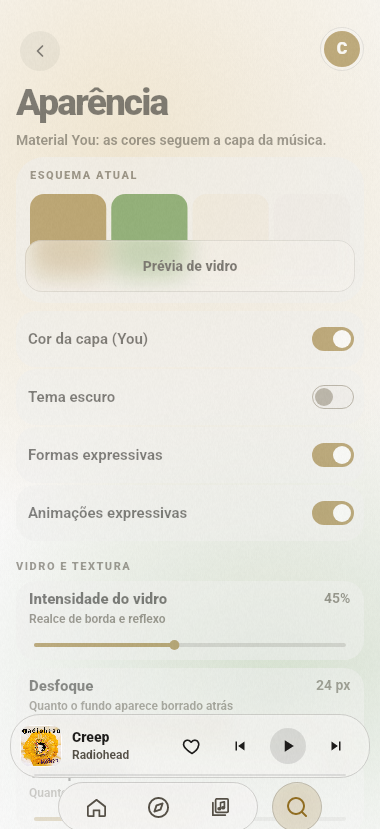 C
Aparência
Material You: as cores seguem a capa da música.
ESQUEMA ATUAL
Prévia de vidro
Cor da capa (You)
Tema escuro
Formas expressivas
Animações expressivas
VIDRO E TEXTURA
Intensidade do vidro
45%
Realce de borda e reflexo
Desfoque
24 px
Quanto o fundo aparece borrado atrás
Radiohead
Creep
Radiohead